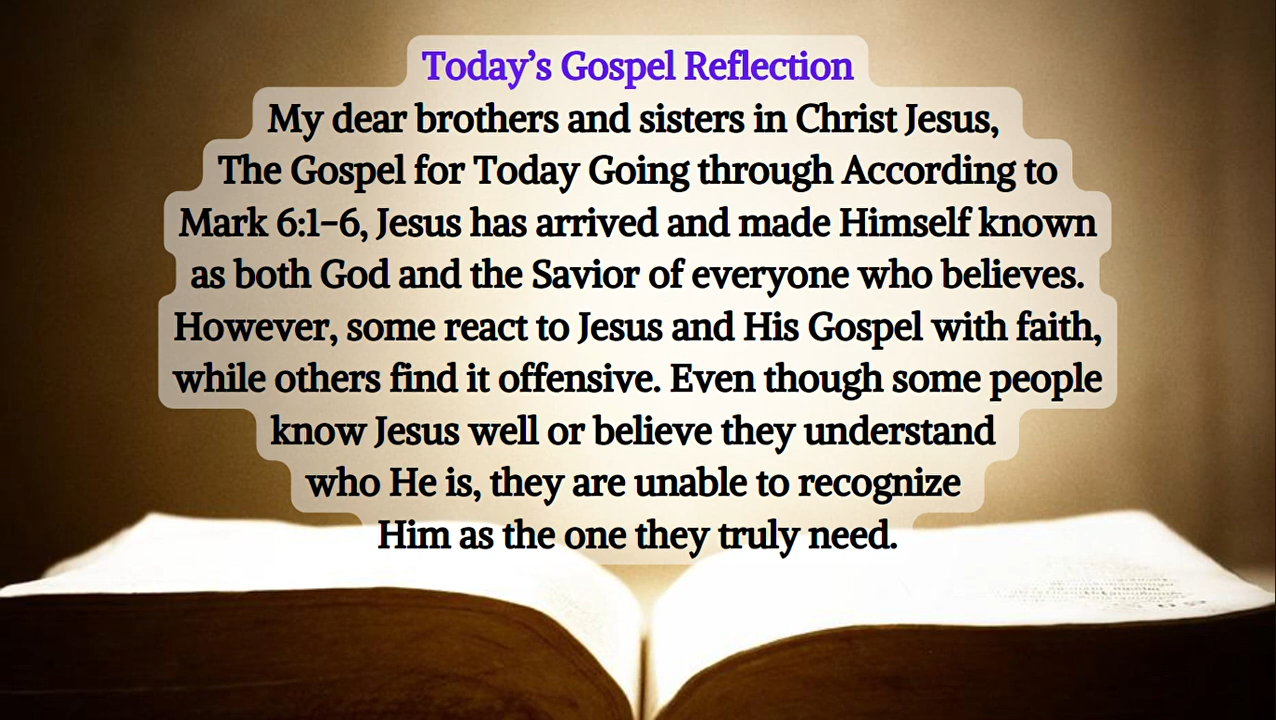 Today’s Gospel Reflection
My dear brothers and sisters in Christ Jesus,
The Gospel for Today Going through According to
Mark 6:1–6, Jesus has arrived and made Himself known
as both God and the Savior of everyone who believes.
However, some react to Jesus and His Gospel with faith,
while others find it offensive. Even though some people
know Jesus well or believe they understand
who He is, they are unable to recognize
Him as the one they truly need.